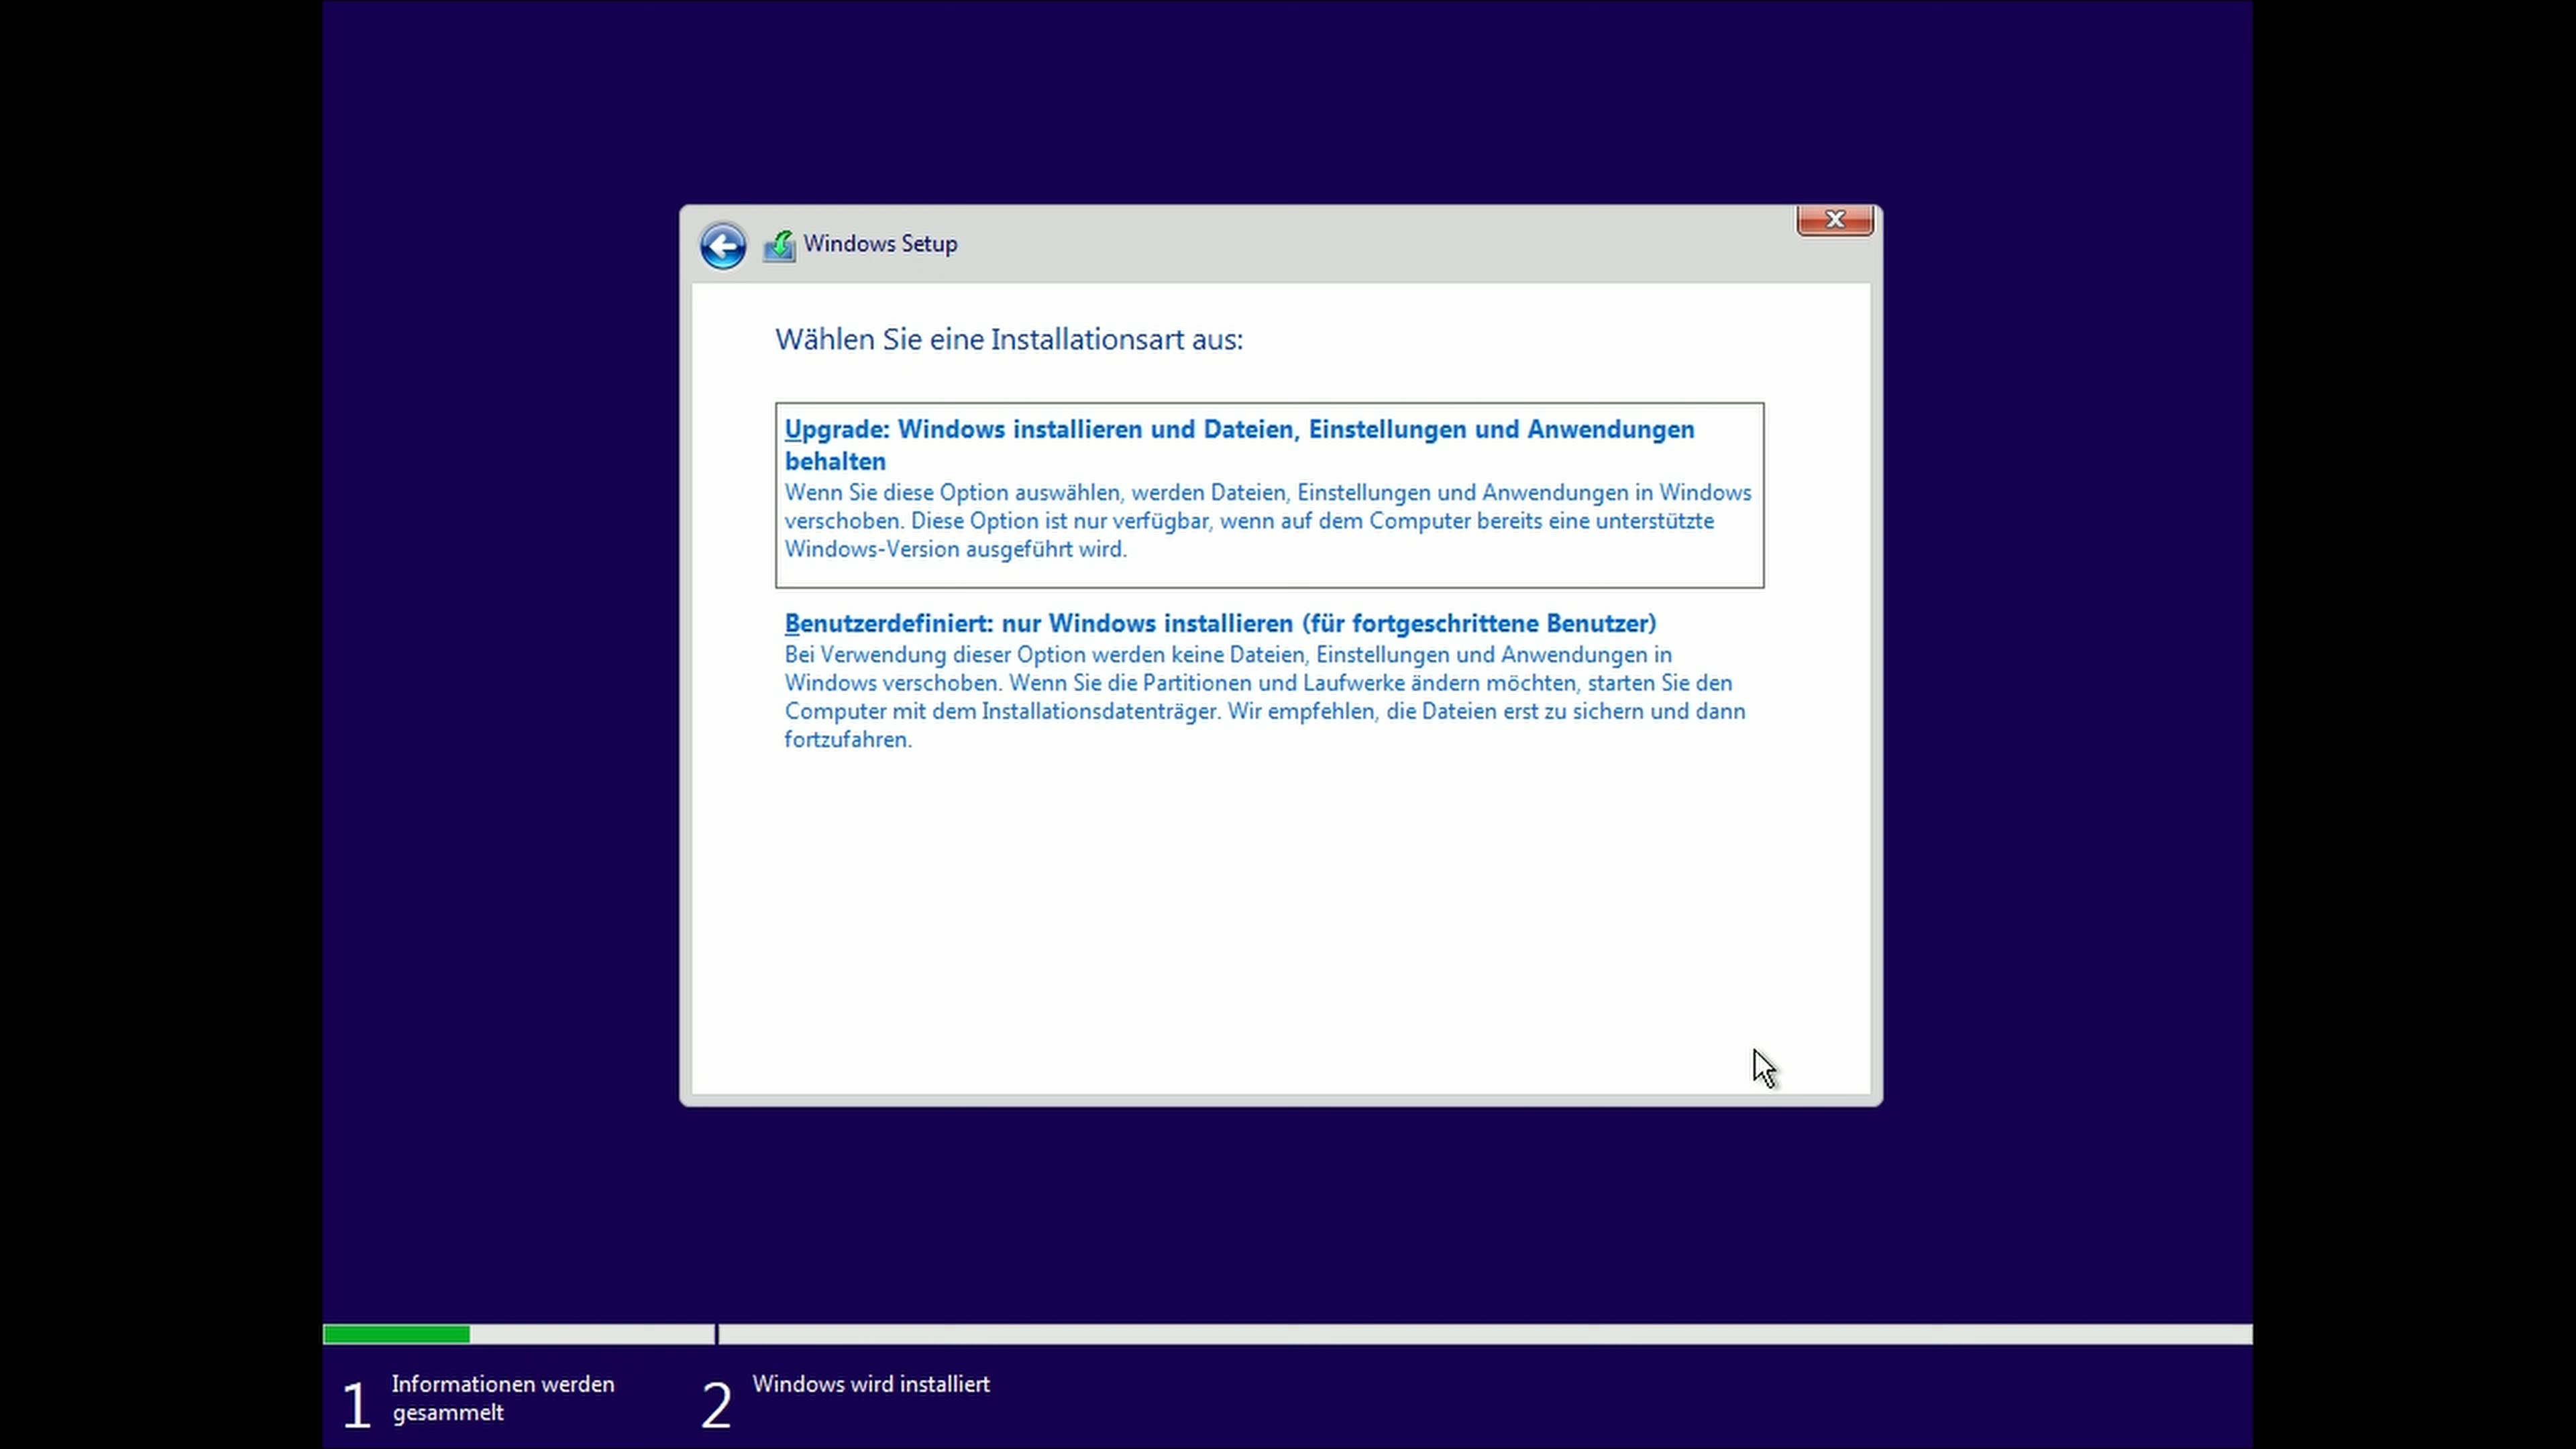 Windows Setup
Wählen Sie eine Installationsart aus:
Upgrade: Windows installieren und Dateien, Einstellungen und Anwendungen
behalten
Wenn Sie diese Option auswählen, werden Dateien, Einstellungen und Anwendungen in Windows
verschoben. Diese Option ist nur verfügbar, wenn auf dem Computer bereits eine unterstützte
Windows-Version ausgeführt wird.
Benutzerdefiniert: nur Windows installieren (für fortgeschrittene Benutzer)
Bei Verwendung dieser Option werden keine Dateien, Einstellungen und Anwendungen in
Windows verschoben. Wenn Sie die Partitionen und Laufwerke ändern möchten, starten Sie den
Computer mit dem Installationsdatenträger. Wir empfehlen, die Dateien erst zu sichern und dann
fortzufahren.
1 Informationen werden
gesammelt
2 Windows wird installiert